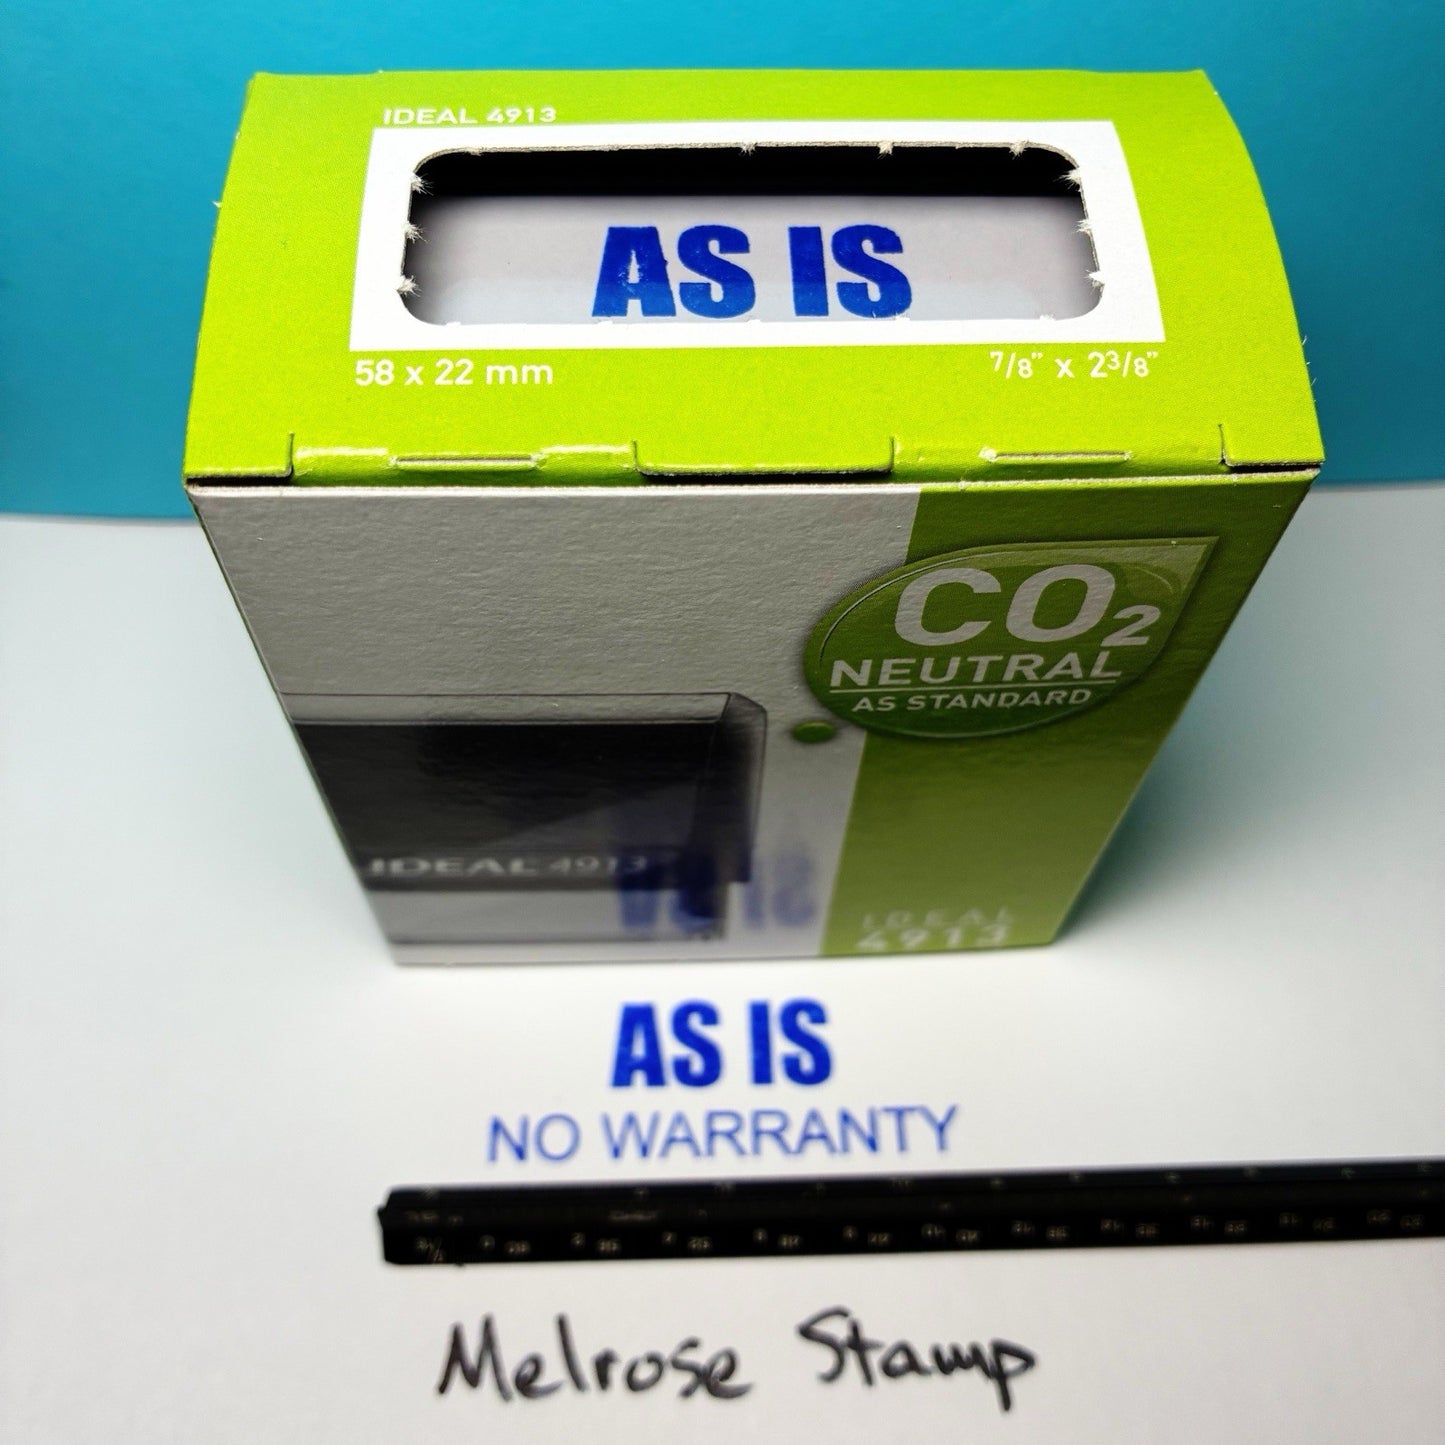 IDEAL 4913
AS IS
58 x 22 mm
7/8" x 2 3/8"
CO2
NEUTRAL
AS STANDARD
IDEAL 4913
IDEAL
4913
AS IS
NO WARRANTY
Melrose Stamp